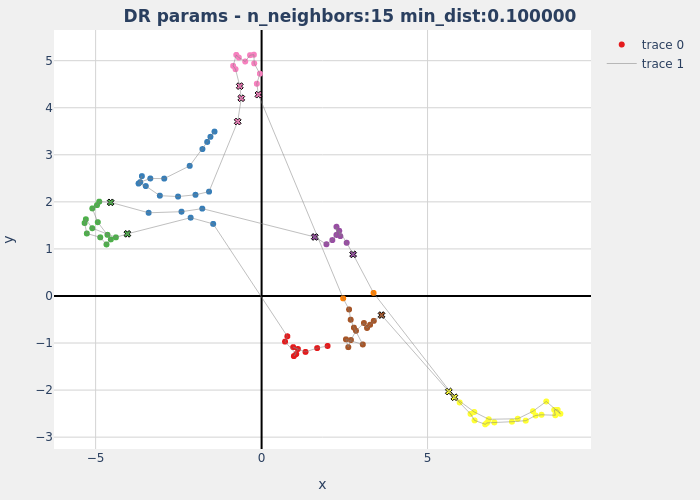 DR params - n_neighbors:15 min_dist:0.100000
trace 0
trace 1
5
4
3
2
1
0
−1
−2
−3
y
−5
0
5
x